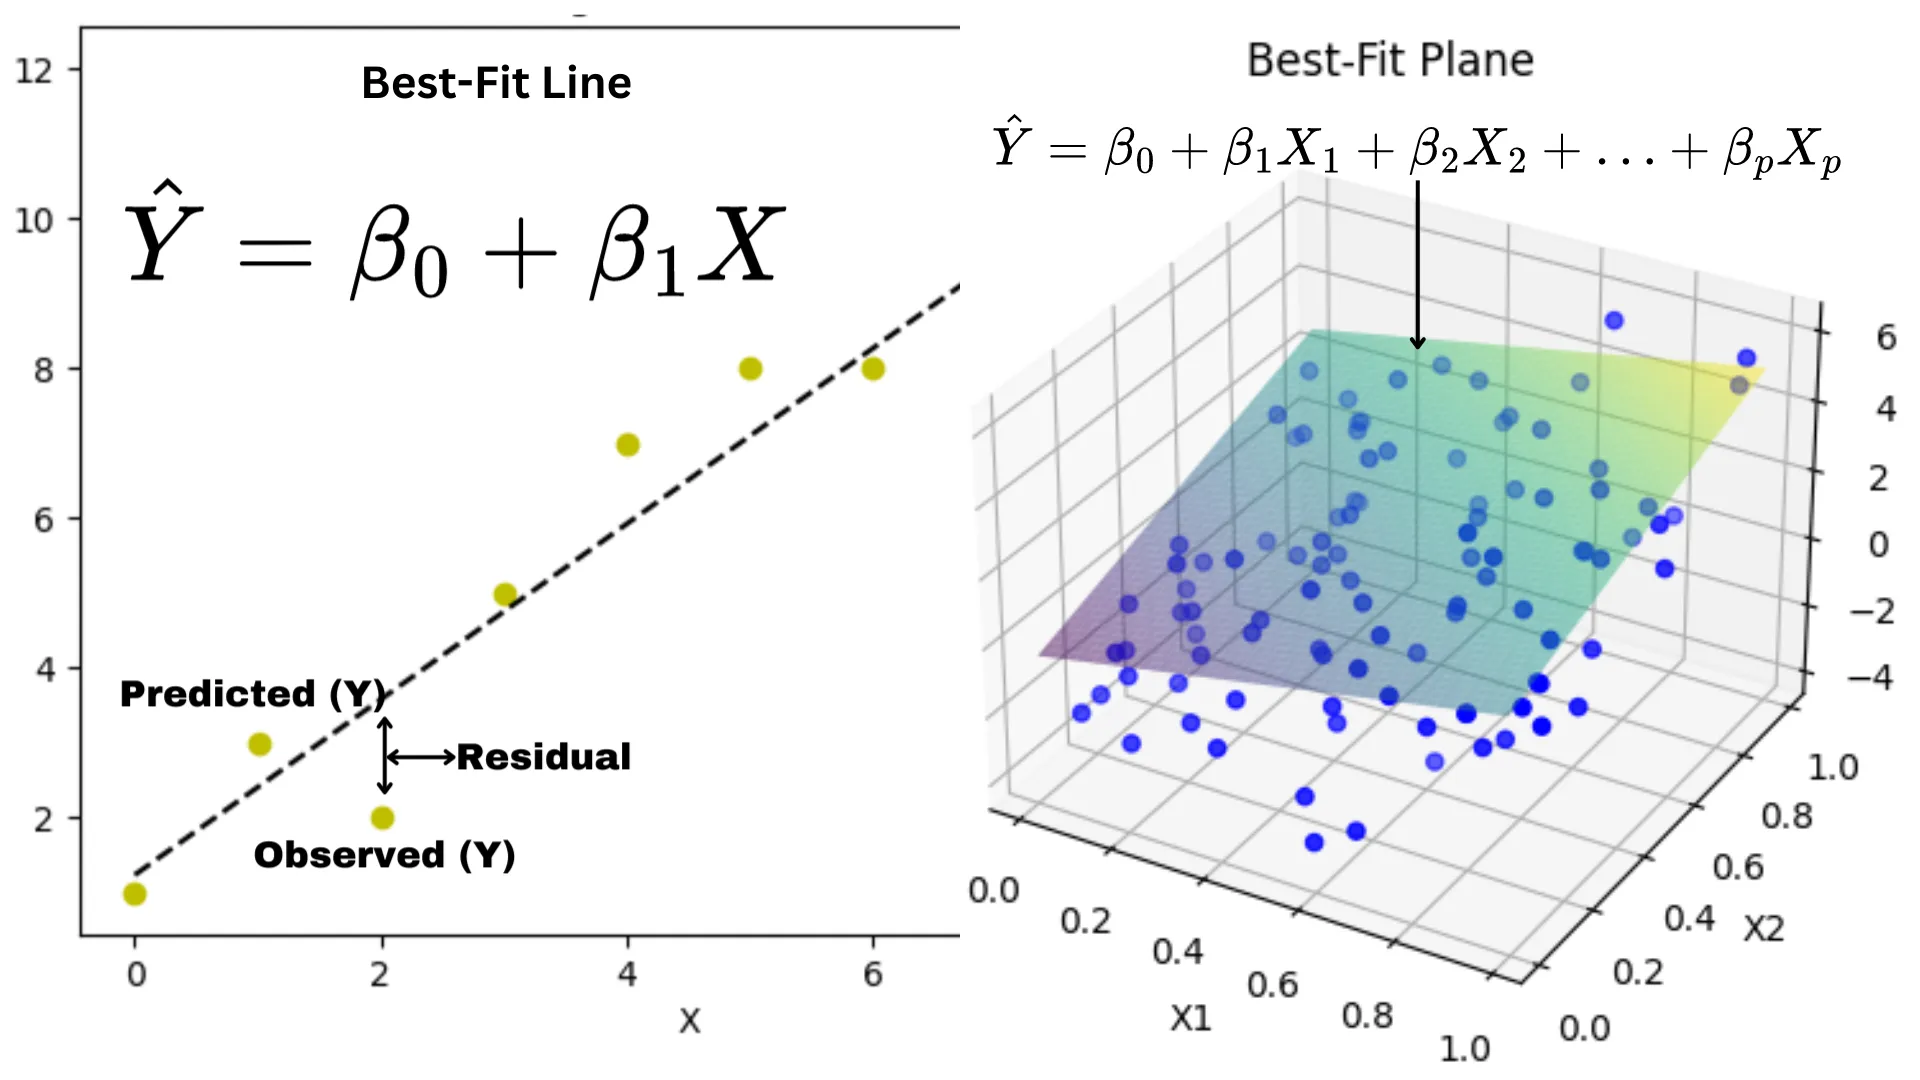 Best-Fit Line
Ŷ = β₀ + β₁X
12
10
8
6
4
2
Predicted (Y)
Residual
Observed (Y)
0 2 4 6
X
Best-Fit Plane
Ŷ = β₀ + β₁X₁ + β₂X₂ + ... + βₚXₚ
6
4
2
0
−2
−4
0.0 0.2 0.4 0.6 0.8 1.0
X1
1.0
0.8
0.6
0.4
0.2
0.0
X2